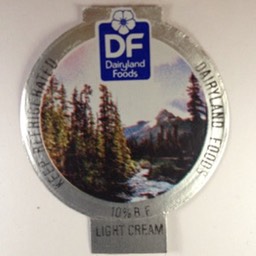 DF
Dairyland
Foods
KEEP REFRIGERATED
DAIRYLAND FOODS
10% B.F.
LIGHT CREAM